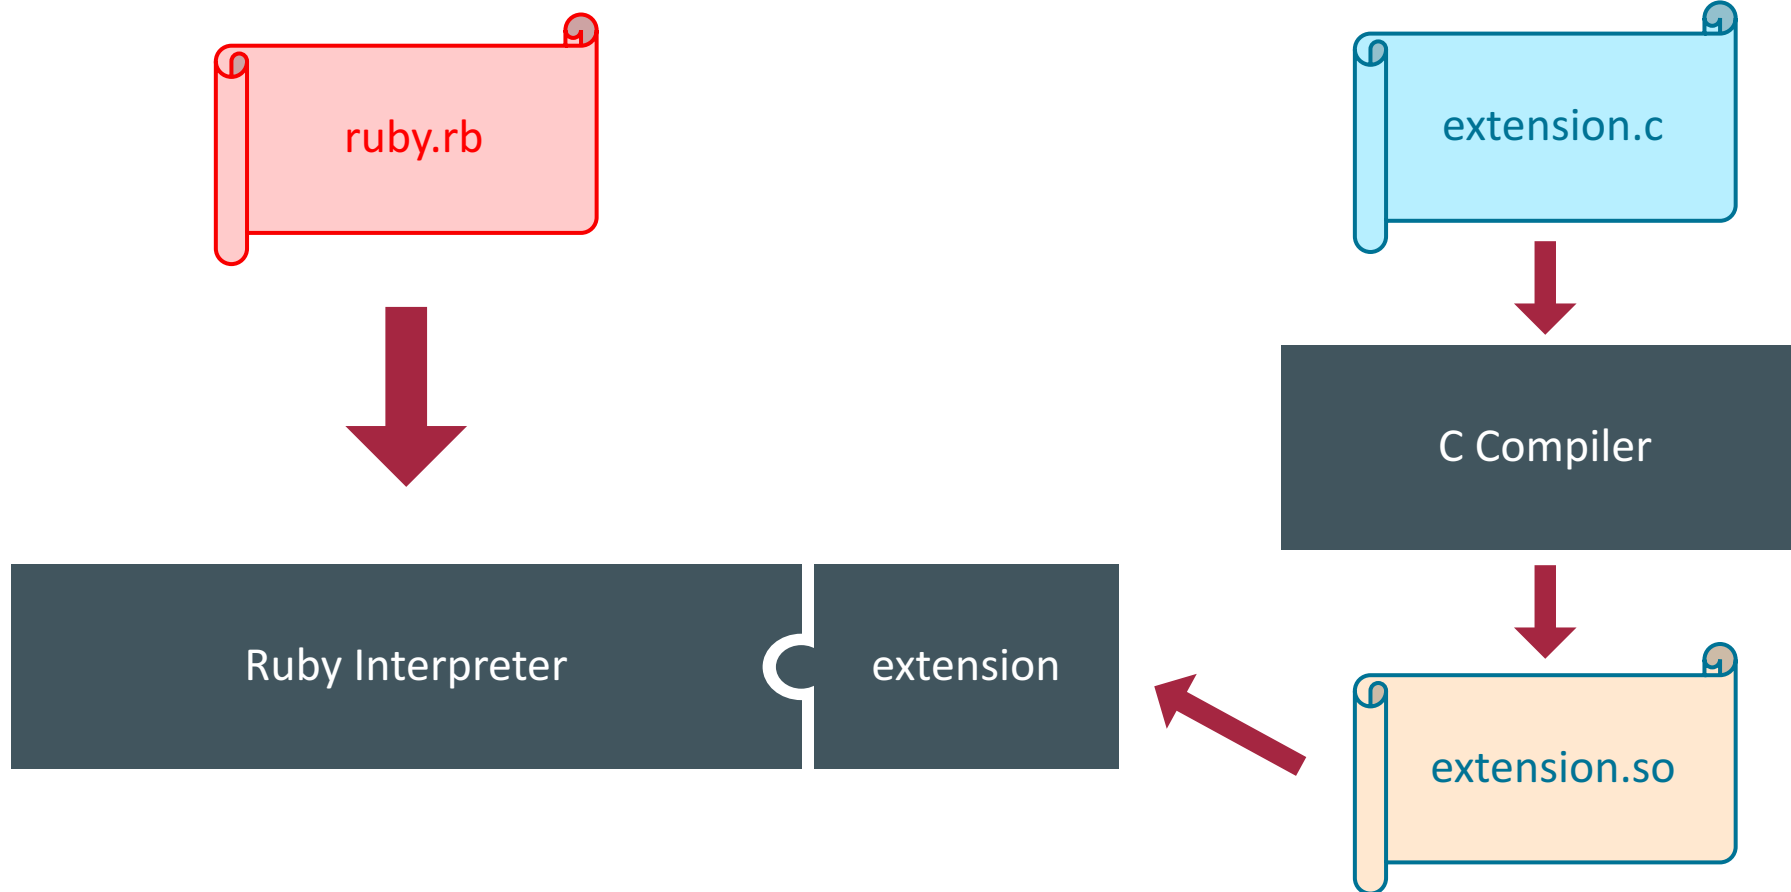 ruby.rb
extension.c
C Compiler
Ruby Interpreter
extension
extension.so